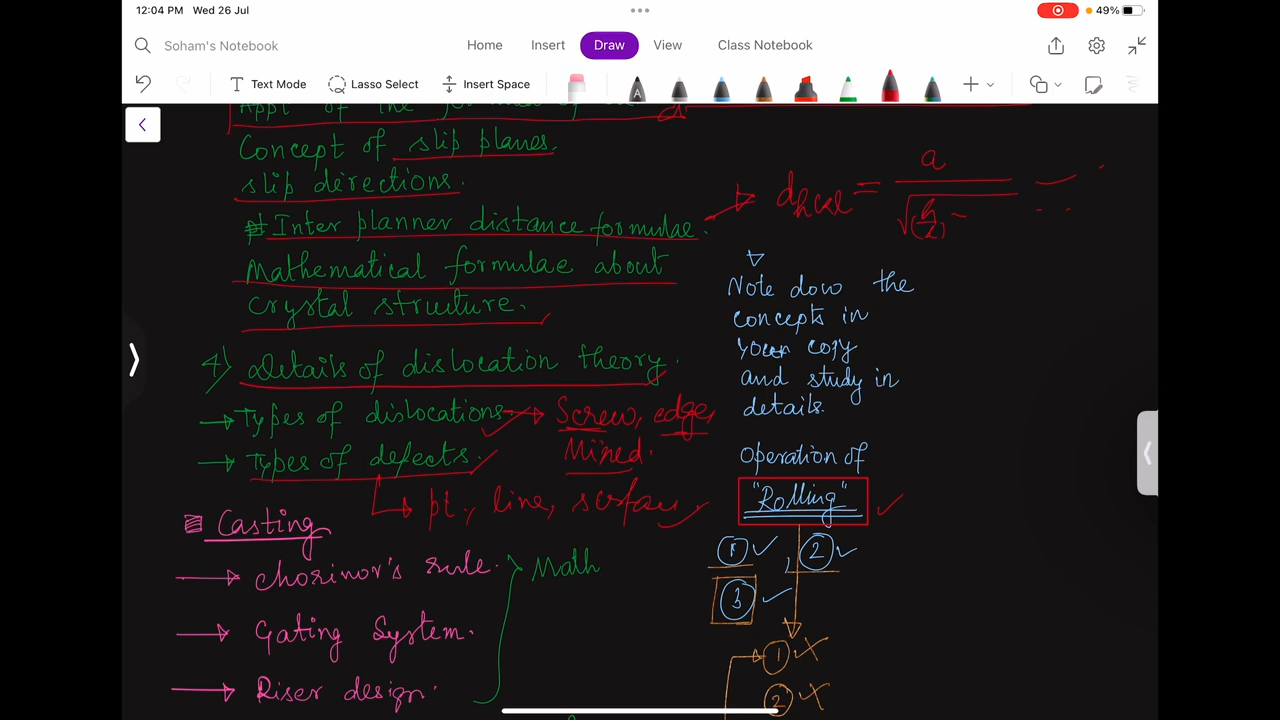 12:04 PM Wed 26 Jul
49%
Soham's Notebook
Home Insert Draw View Class Notebook
Text Mode Lasso Select Insert Space
Concept of slip planes.
slip directions.
Inter planner distance formulae.
Mathematical formulae about
crystal structure.
4) Details of dislocation theory.
→ Types of dislocations → Screw, edge,
Mixed.
→ Types of defects.
→ pt., line, surface
Casting
→ Chorinor's rule.
→ Gating System.
→ Riser design.
Math
dhkl = a
Note dow the
concepts in
your copy
and study in
details.
Operation of
"Rolling"
1 , 2
3
1 X
2 X